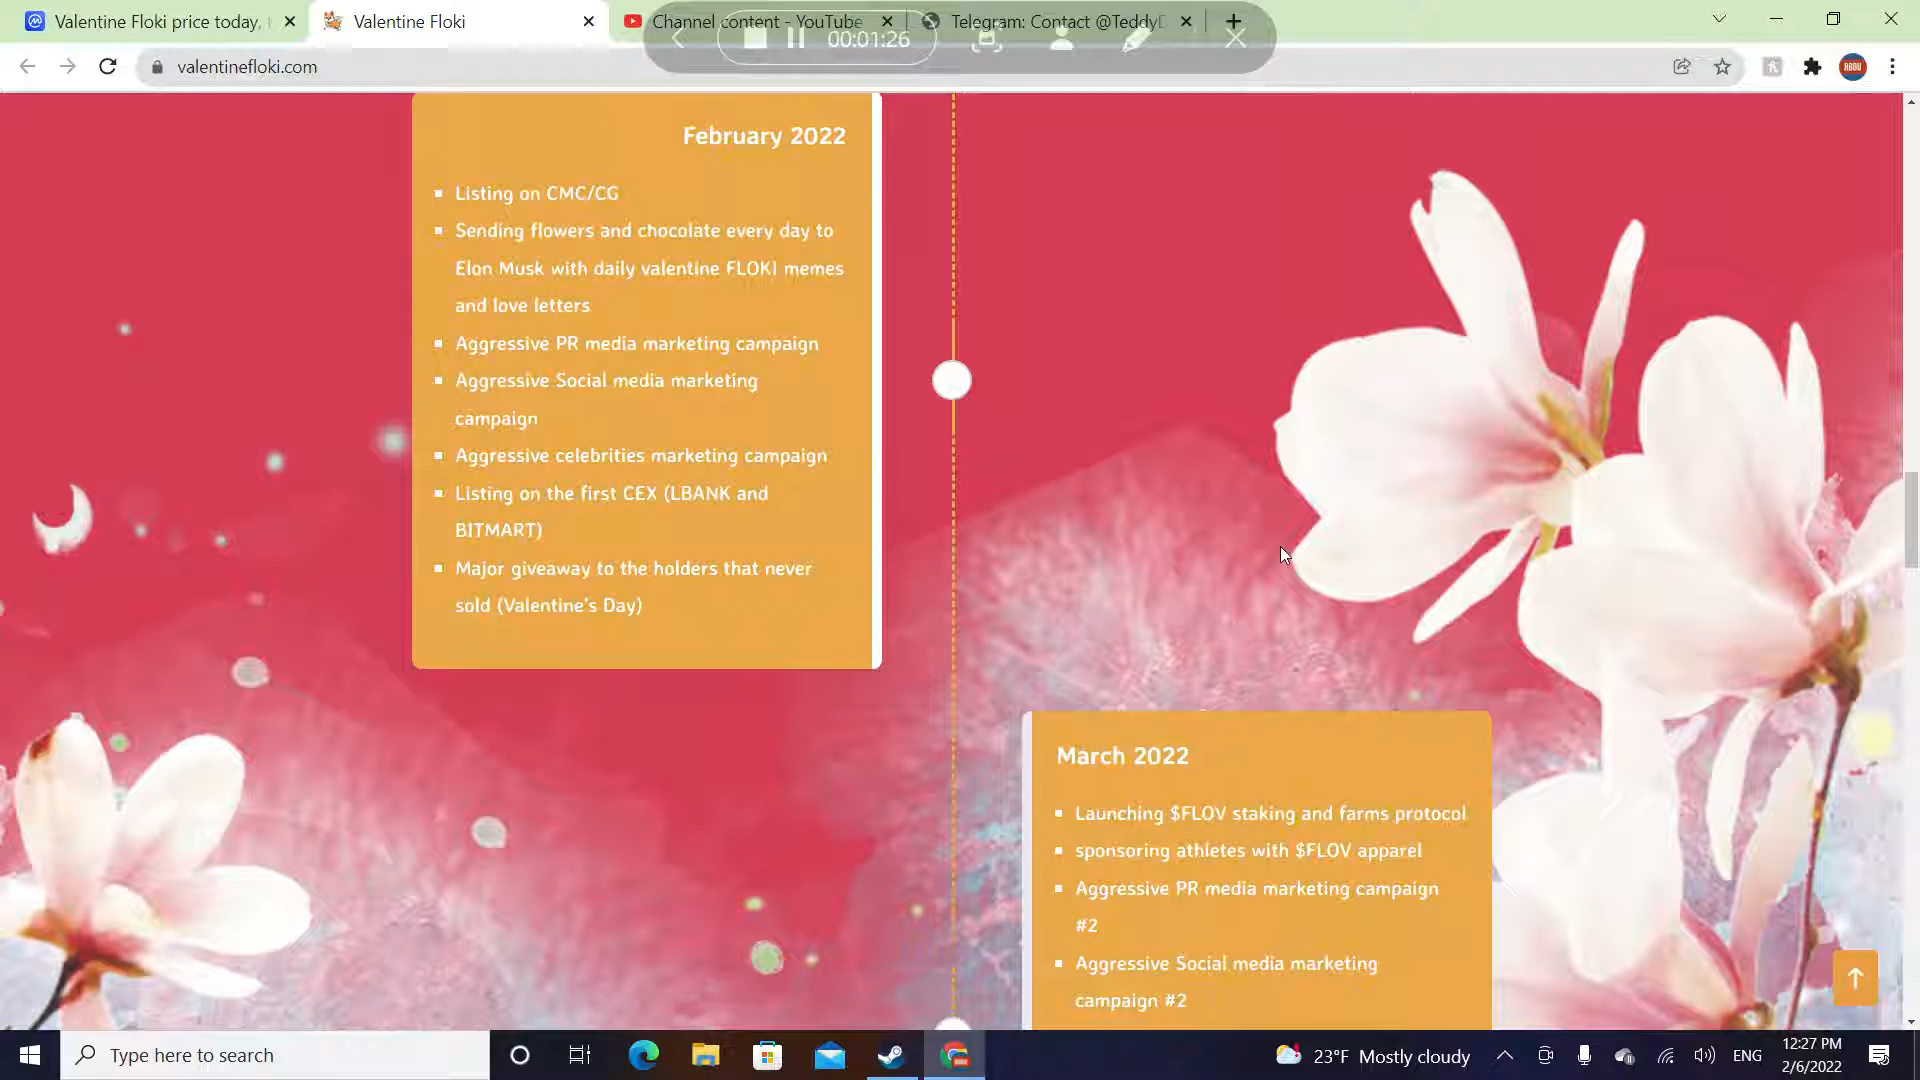 Valentine Floki price today,
Valentine Floki
Channel content - YouTube
Telegram: Contact @TeddyD
00:01:26
valentinefloki.com
ABDU
February 2022
Listing on CMC/CG
Sending flowers and chocolate every day to
Elon Musk with daily valentine FLOKI memes
and love letters
Aggressive PR media marketing campaign
Aggressive Social media marketing
campaign
Aggressive celebrities marketing campaign
Listing on the first CEX (LBANK and
BITMART)
Major giveaway to the holders that never
sold (Valentine's Day)
March 2022
Launching $FLOV staking and farms protocol
sponsoring athletes with $FLOV apparel
Aggressive PR media marketing campaign
#2
Aggressive Social media marketing
campaign #2
Type here to search
23°F Mostly cloudy
ENG
12:27 PM
2/6/2022